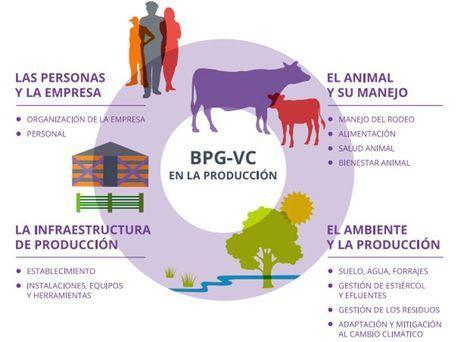 LAS PERSONAS
Y LA EMPRESA
ORGANIZACIÓN DE LA EMPRESA
PERSONAL
EL ANIMAL
Y SU MANEJO
MANEJO DEL RODEO
ALIMENTACIÓN
SALUD ANIMAL
BIENESTAR ANIMAL
BPG-VC
EN LA PRODUCCIÓN
LA INFRAESTRUCTURA
DE PRODUCCIÓN
ESTABLECIMIENTO
INSTALACIONES, EQUIPOS
Y HERRAMIENTAS
EL AMBIENTE
Y LA PRODUCCIÓN
SUELO, AGUA, FORRAJES
GESTIÓN DE ESTIÉRCOL
Y EFLUENTES
GESTIÓN DE LOS RESIDUOS
ADAPTACIÓN Y MITIGACIÓN
AL CAMBIO CLIMÁTICO